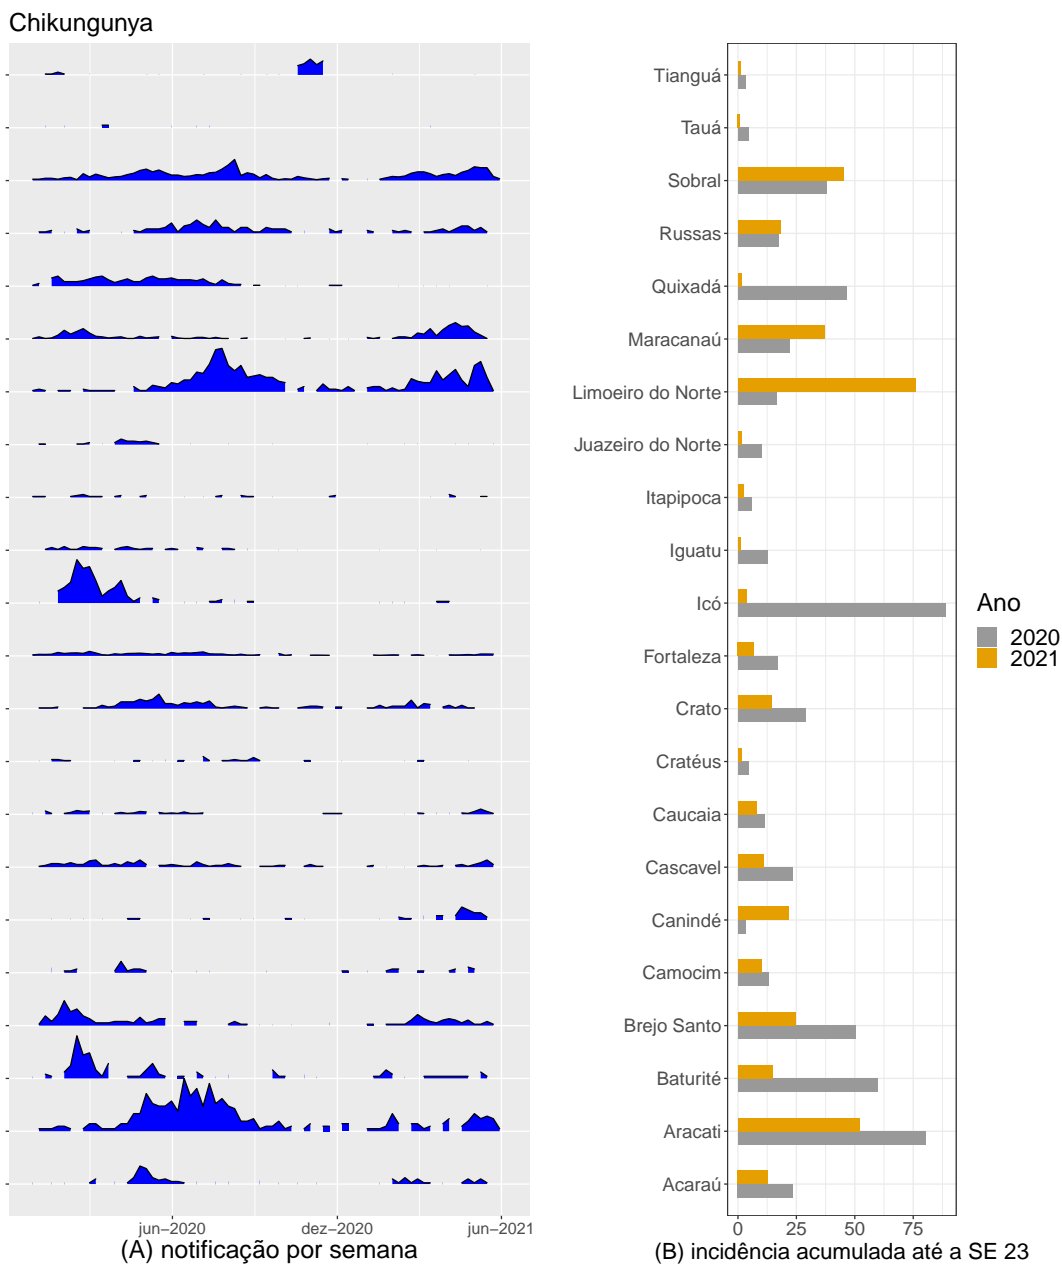 Chikungunya
Tianguá
Tauá
Sobral
Russas
Quixadá
Maracanaú
Limoeiro do Norte
Juazeiro do Norte
Itapipoca
Iguatu
Icó
Fortaleza
Crato
Cratéus
Caucaia
Cascavel
Canindé
Camocim
Brejo Santo
Baturité
Aracati
Acaraú
Ano
2020
2021
jun−2020 dez−2020 jun−2021
0 25 50 75
(A) notificação por semana
(B) incidência acumulada até a SE 23